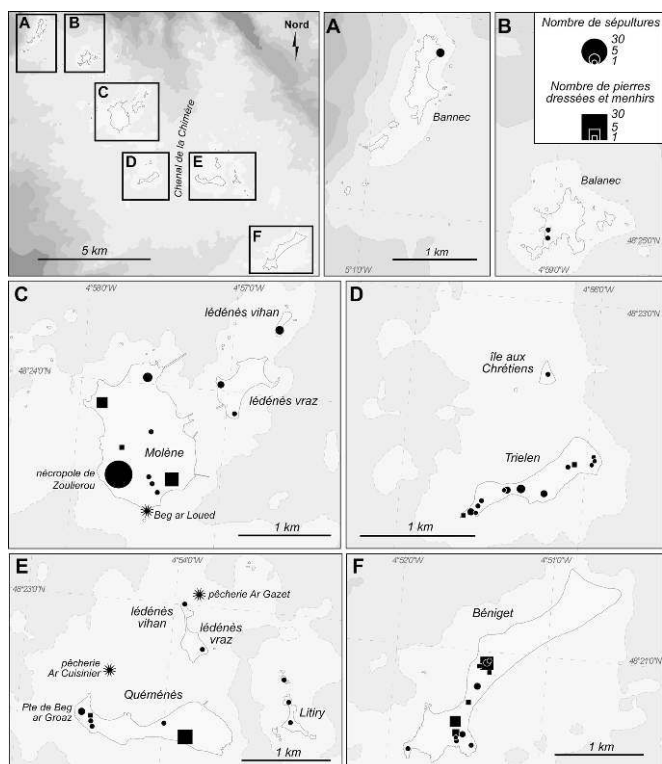 A
B
Nord
C
Chenal de la Chimère
D
E
F
5 km
A
Bannec
1 km
5°1'0"W
B
Nombre de sépultures
30
5
1
Nombre de pierres
dressées et menhirs
30
5
1
Balanec
48°25'0"N
4°59'0"W
C
4°58'0"W
4°57'0"W
48°24'0"N
lédénès vihan
lédénès vraz
Molène
nécropole de
Zoulierou
Beg ar Loued
1 km
D
48°23'0"N
île aux
Chrétiens
Trielen
1 km
E
4°54'0"W
48°23'0"N
pêcherie Ar Gazet
lédénès
vihan
lédénès
vraz
pêcherie
Ar Cuisinier
Quéménès
Pte de Beg
ar Groaz
Litiry
1 km
F
4°52'0"W
4°51'0"W
Béniget
48°21'0"N
1 km